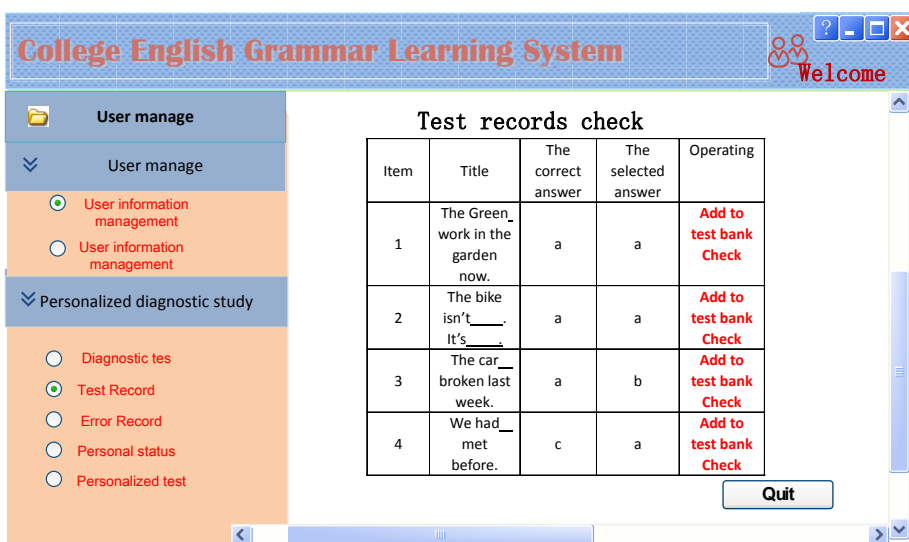 College English Grammar Learning System
?
Welcome
User manage
User manage
User information
management
User information
management
Personalized diagnostic study
Diagnostic tes
Test Record
Error Record
Personal status
Personalized test
Test records check
Item Title The correct answer The selected answer Operating
1 The Green_ work in the garden now. a a Add to test bank Check
2 The bike isn't____. It's____. a a Add to test bank Check
3 The car__ broken last week. a b Add to test bank Check
4 We had__ met before. c a Add to test bank Check
Quit